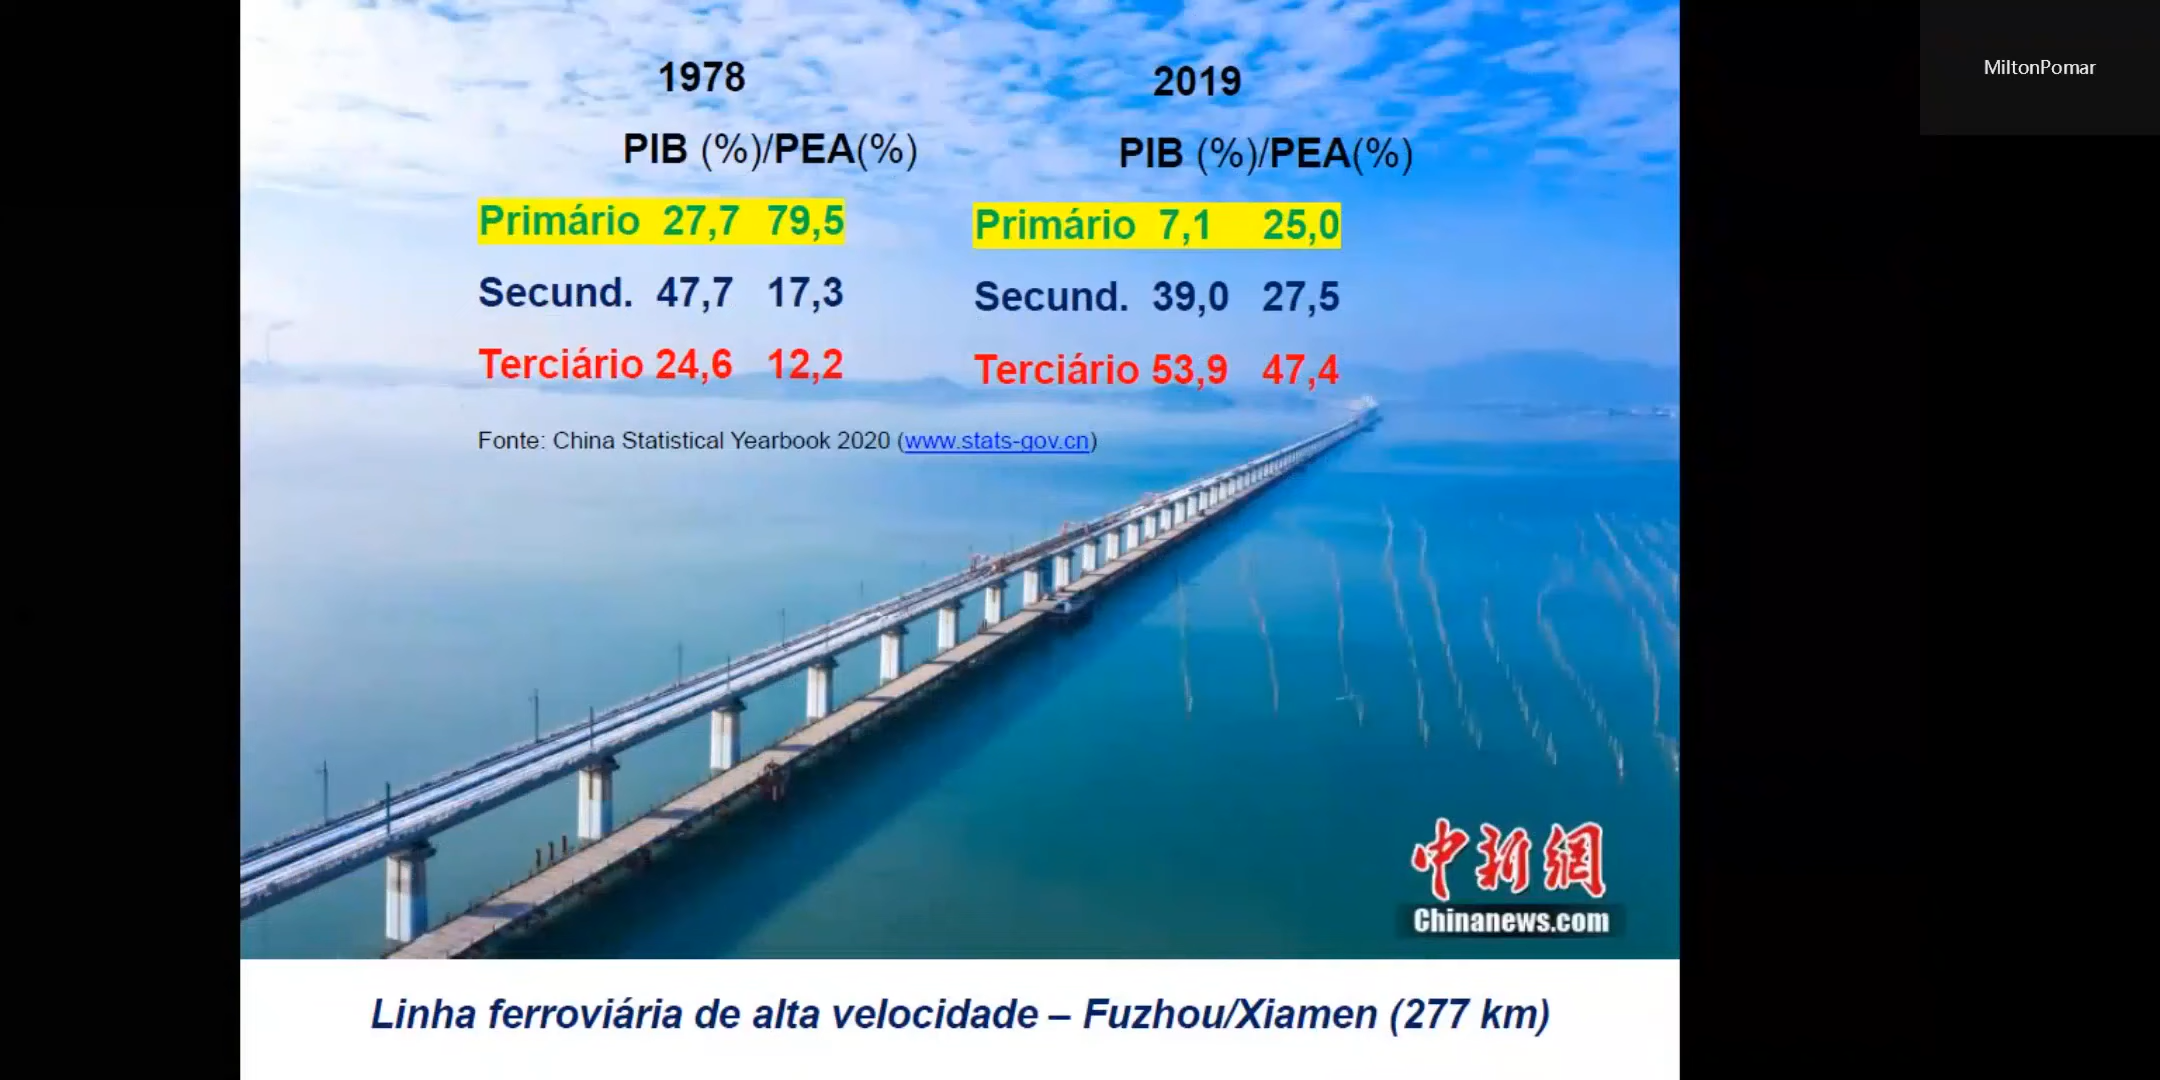 1978
PIB (%)/PEA(%)
Primário 27,7 79,5
Secund. 47,7 17,3
Terciário 24,6 12,2
2019
PIB (%)/PEA(%)
Primário 7,1 25,0
Secund. 39,0 27,5
Terciário 53,9 47,4
Fonte: China Statistical Yearbook 2020 (www.stats-gov.cn)
中新網
Chinanews.com
Linha ferroviária de alta velocidade – Fuzhou/Xiamen (277 km)
MiltonPomar